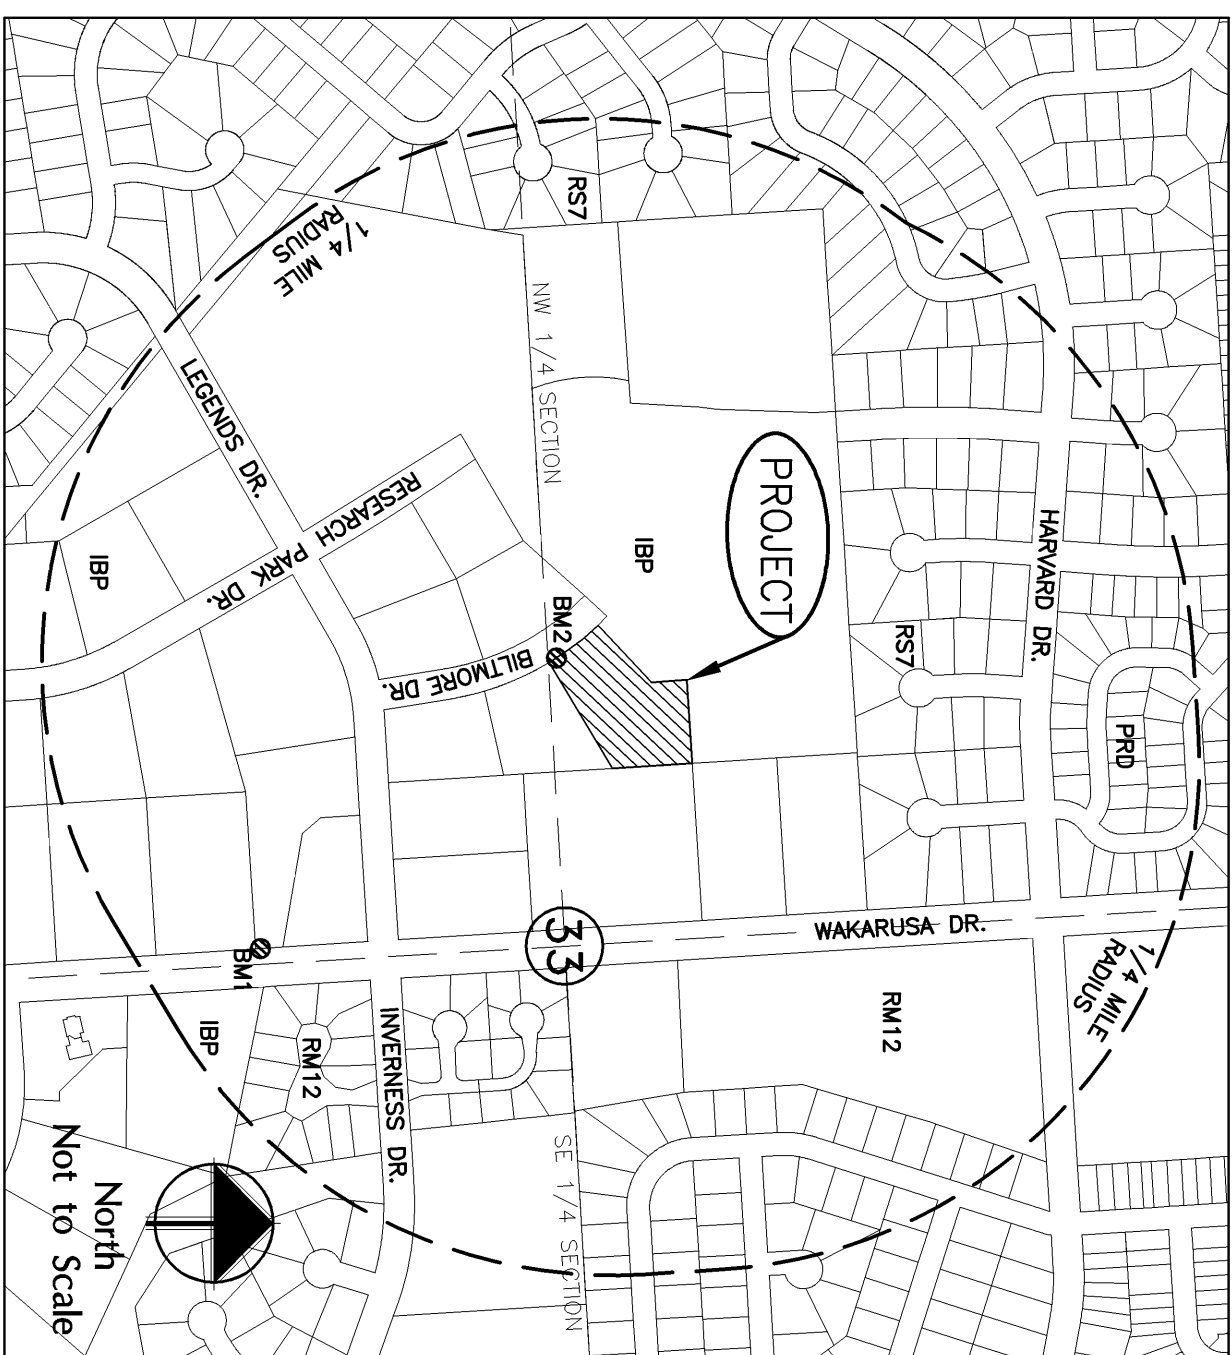 RS7
1/4 MILE
RADIUS
NW 1/4 SECTION
LEGENDS DR.
RESEARCH PARK DR.
IBP
BILTMORE DR.
BM2
IBP
PROJECT
HARVARD DR.
RS7
PRD
WAKARUSA DR.
33
BM1
1/4 MILE
RADIUS
RM12
IBP
RM12
INVERNESS DR.
SE 1/4 SECTION
North
Not to Scale